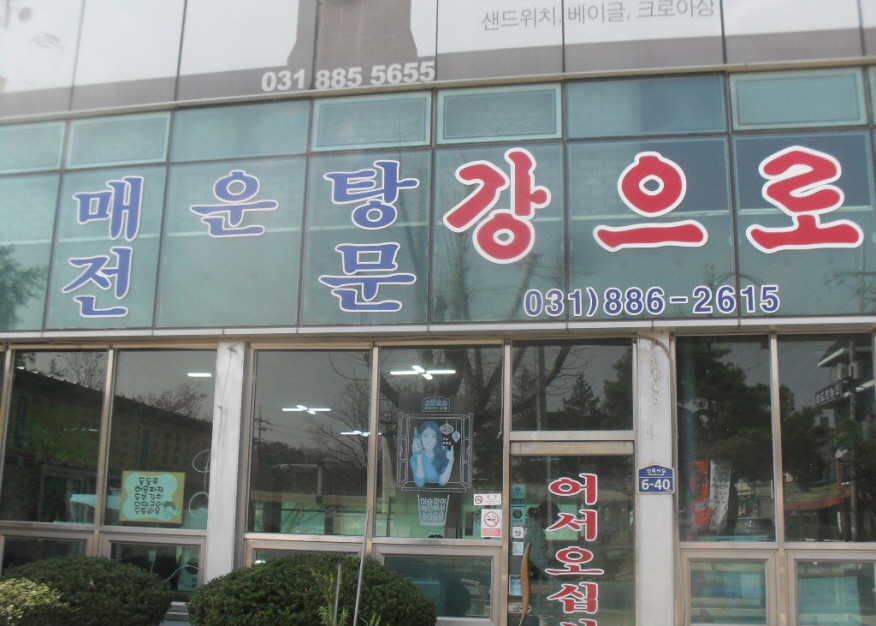 샌드위치, 베이글, 크로아상
031 885 5655
매운탕
전문
강으로
031)886-2615
6-40
어서오십